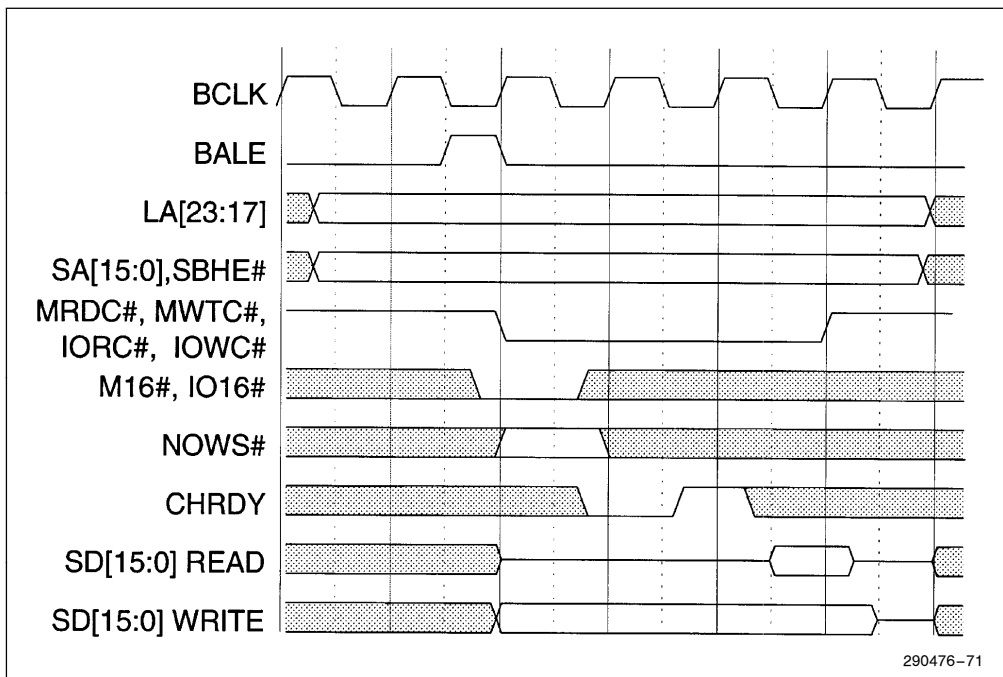 BCLK
BALE
LA[23:17]
SA[15:0],SBHE#
MRDC#, MWTC#,
IORC#, IOWC#
M16#, IO16#
NOWS#
CHRDY
SD[15:0] READ
SD[15:0] WRITE
290476–71